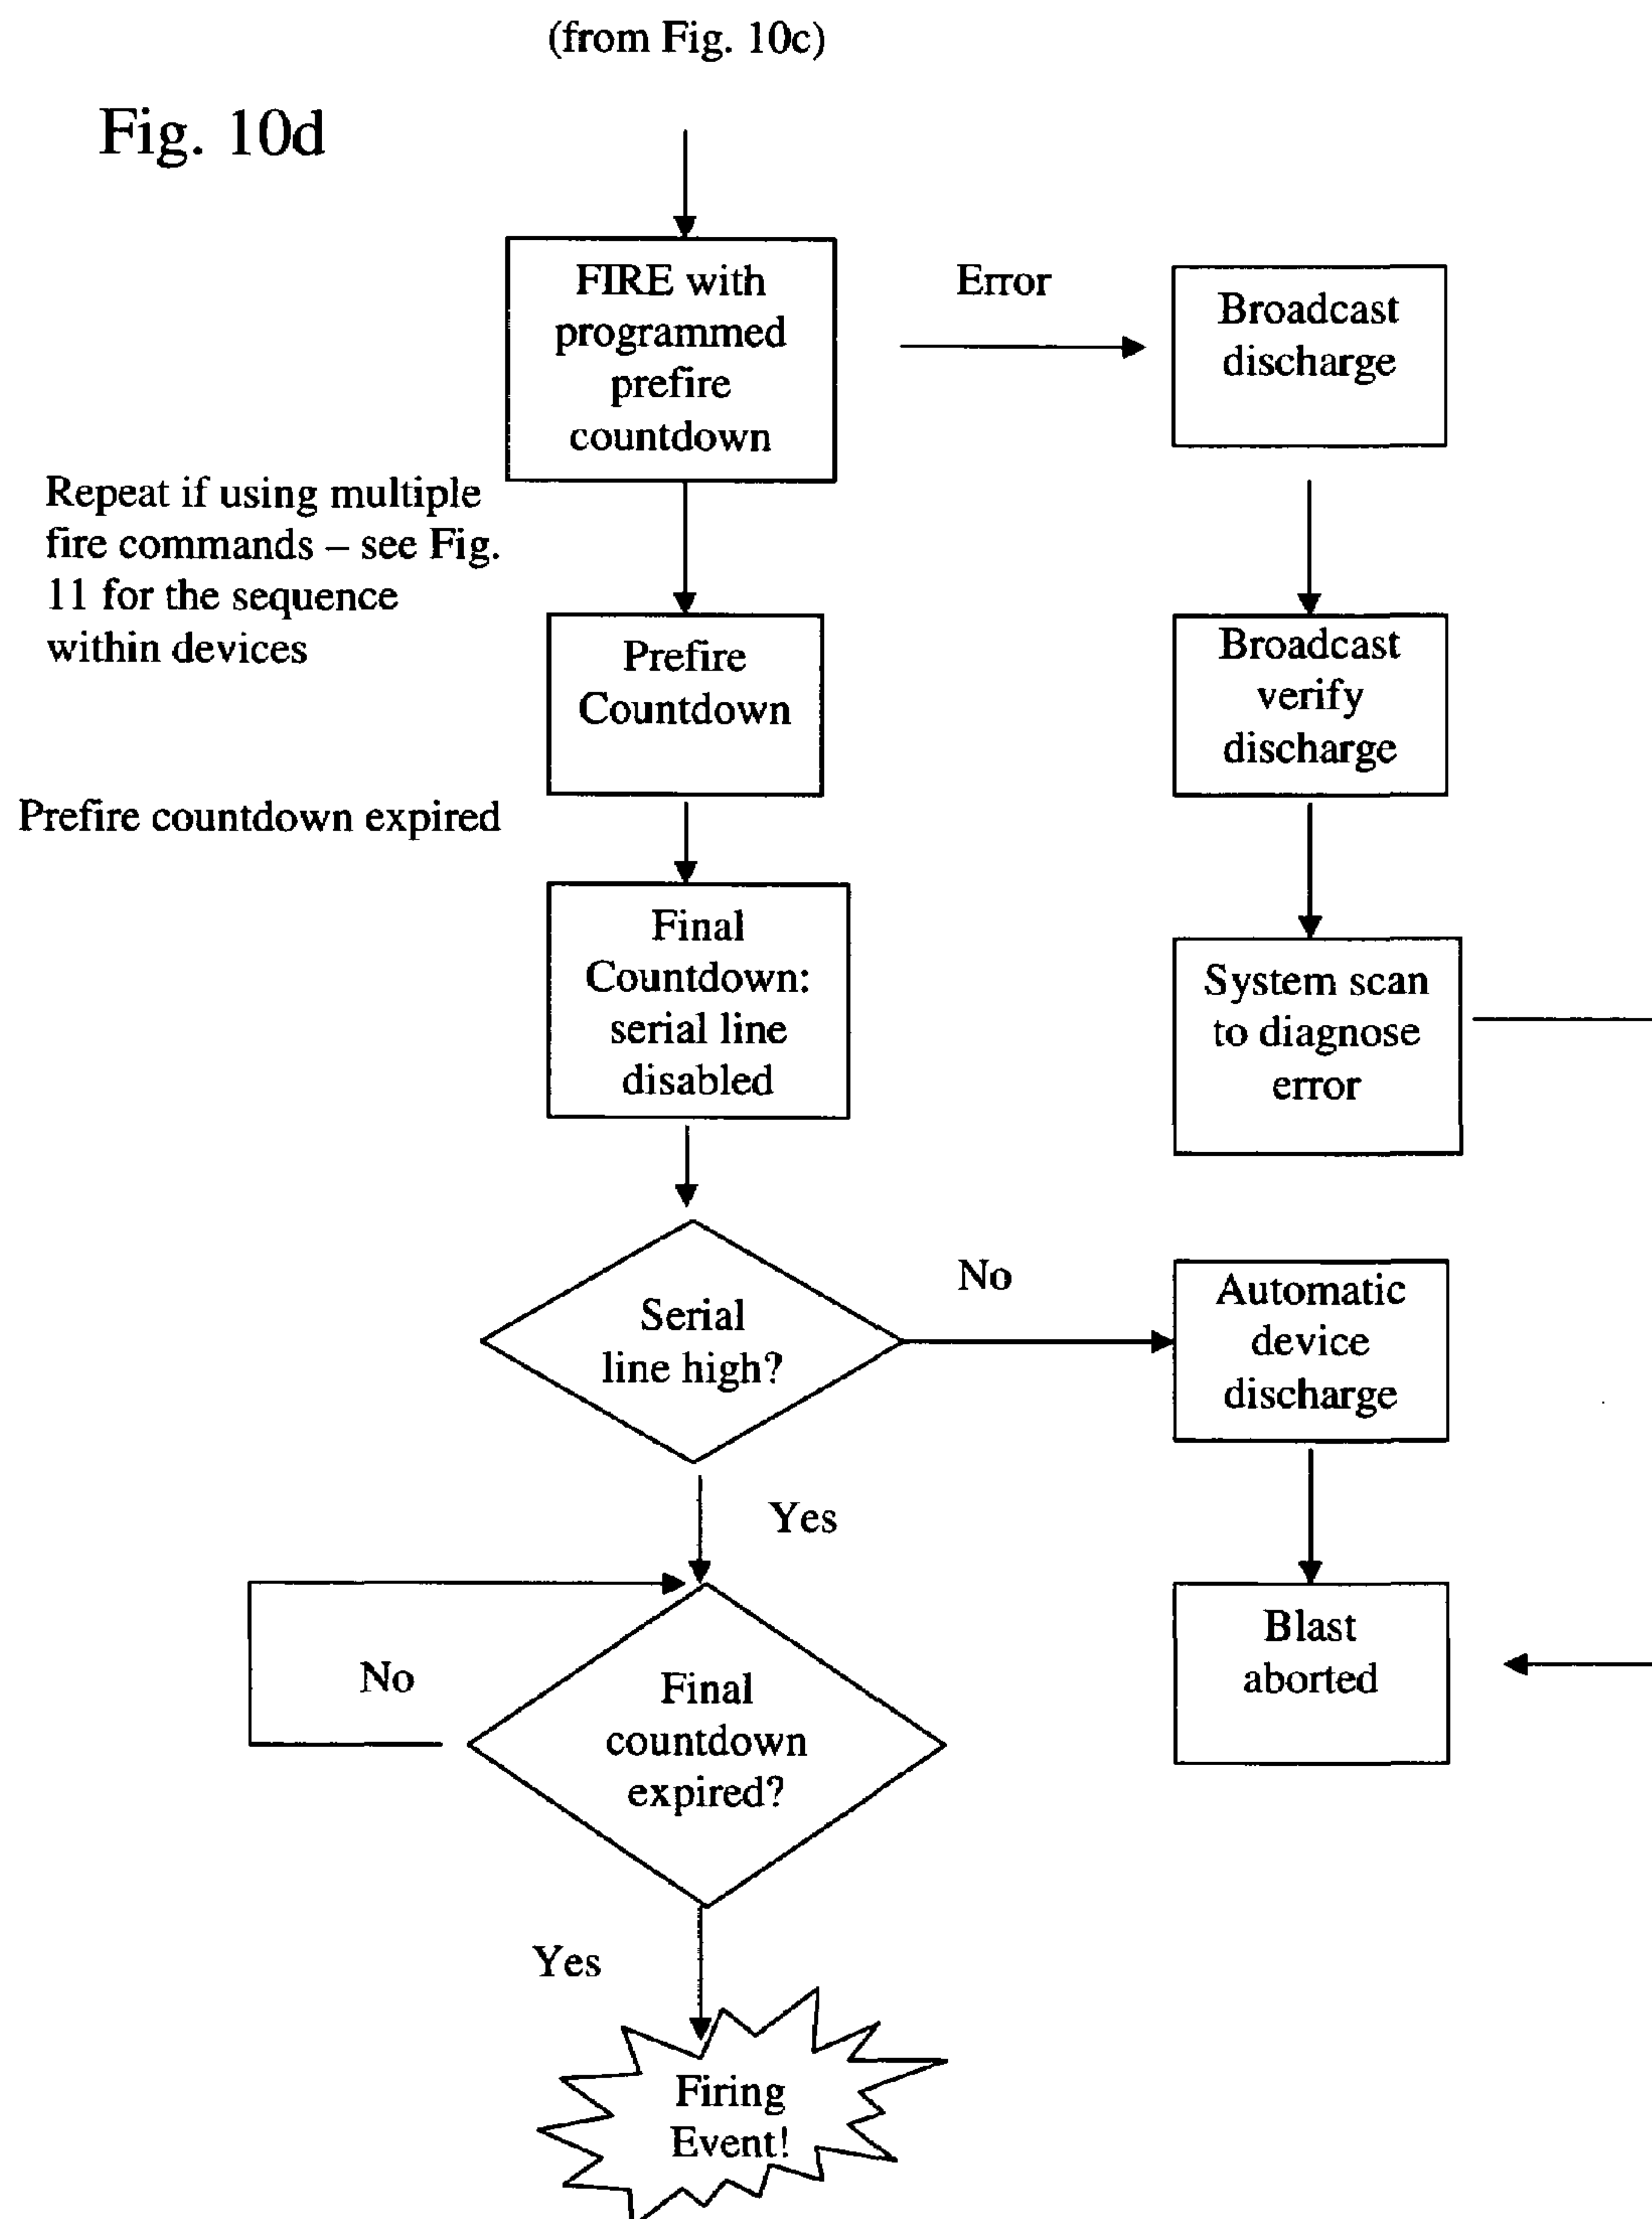 (from Fig. 10c)
Fig. 10d
FIRE with
programmed
prefire
countdown
Error
Broadcast
discharge
Repeat if using multiple
fire commands – see Fig.
11 for the sequence
within devices
Prefire
Countdown
Broadcast
verify
discharge
Prefire countdown expired
Final
Countdown:
serial line
disabled
System scan
to diagnose
error
Serial
line high?
No
Automatic
device
discharge
Yes
Blast
aborted
No
Final
countdown
expired?
Yes
Firing
Event!